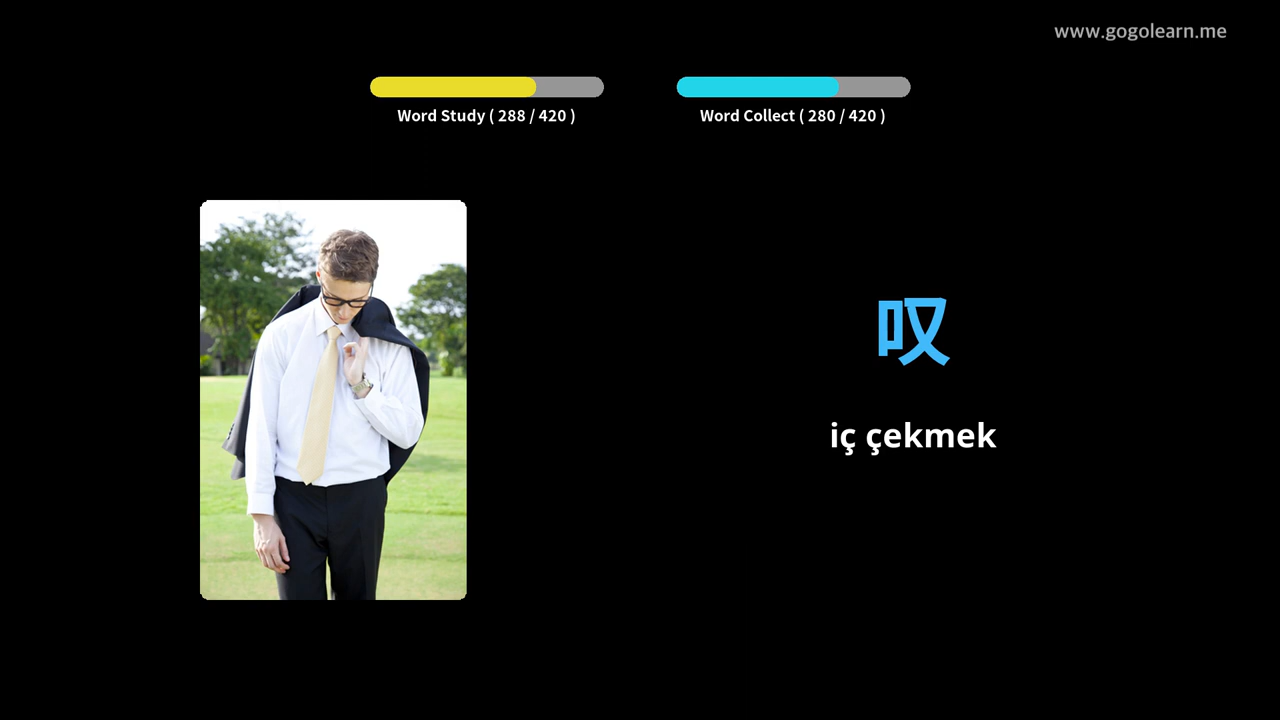 www.gogolearn.me
Word Study ( 288 / 420 )
Word Collect ( 280 / 420 )
叹
iç çekmek